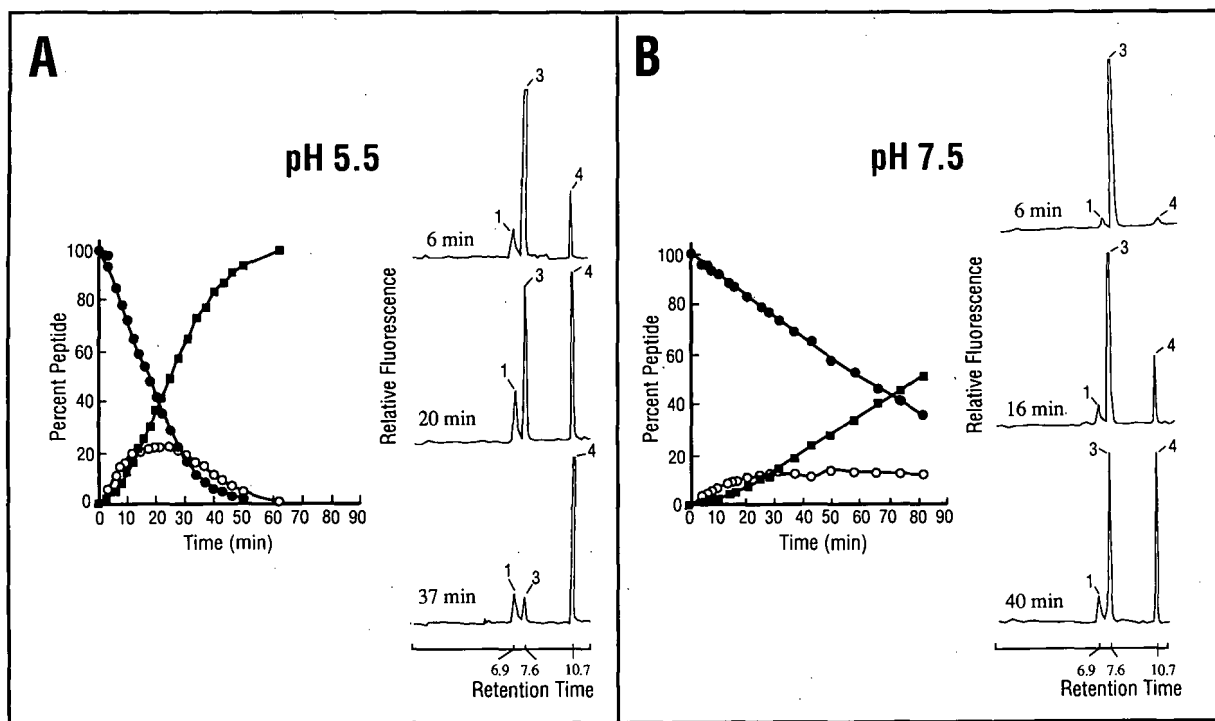 A
pH 5.5
Percent Peptide
100
80
60
40
20
0
0 10 20 30 40 50 60 70 80 90
Time (min)
Relative Fluorescence
6 min
1
3
4
20 min
1
3
4
37 min
1
3
4
6.9 7.6 10.7
Retention Time
B
pH 7.5
Percent Peptide
100
80
60
40
20
0
0 10 20 30 40 50 60 70 80 90
Time (min)
Relative Fluorescence
6 min
1
3
4
16 min
1
3
4
40 min
1
3
4
6.9 7.6 10.7
Retention Time